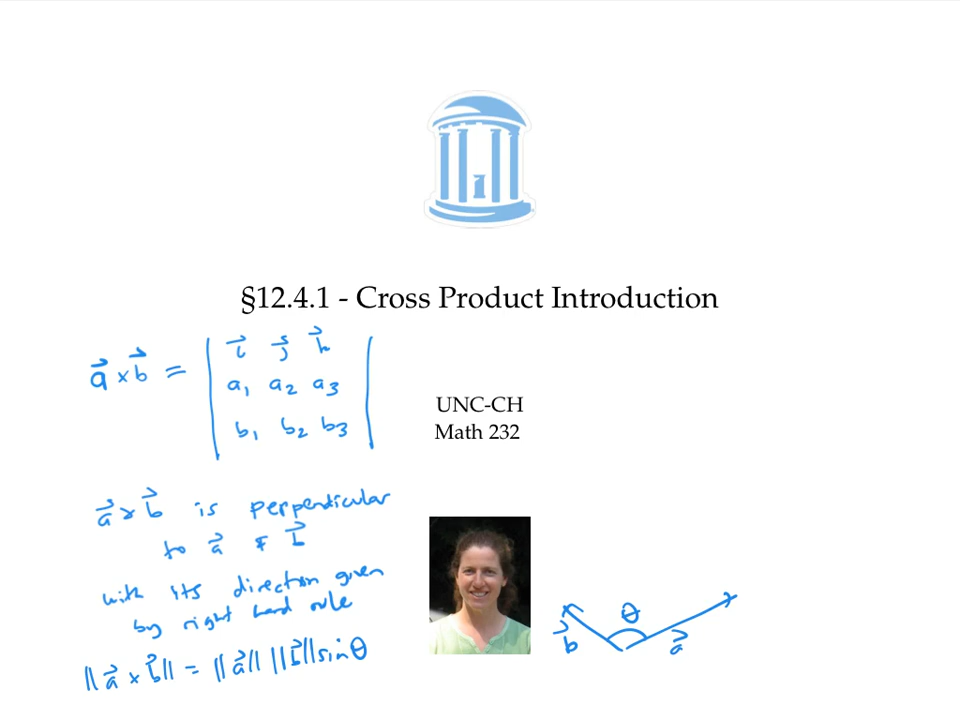 §12.4.1 - Cross Product Introduction
a⃗ × b⃗ = | i⃗ j⃗ k⃗ |
| a₁ a₂ a₃ |
| b₁ b₂ b₃ |
UNC-CH
Math 232
a⃗ × b⃗ is perpendicular
to a⃗ & b⃗
with its direction given
by right hand rule
‖a⃗ × b⃗‖ = ‖a⃗‖ ‖b⃗‖ sin θ
θ
b⃗
a⃗